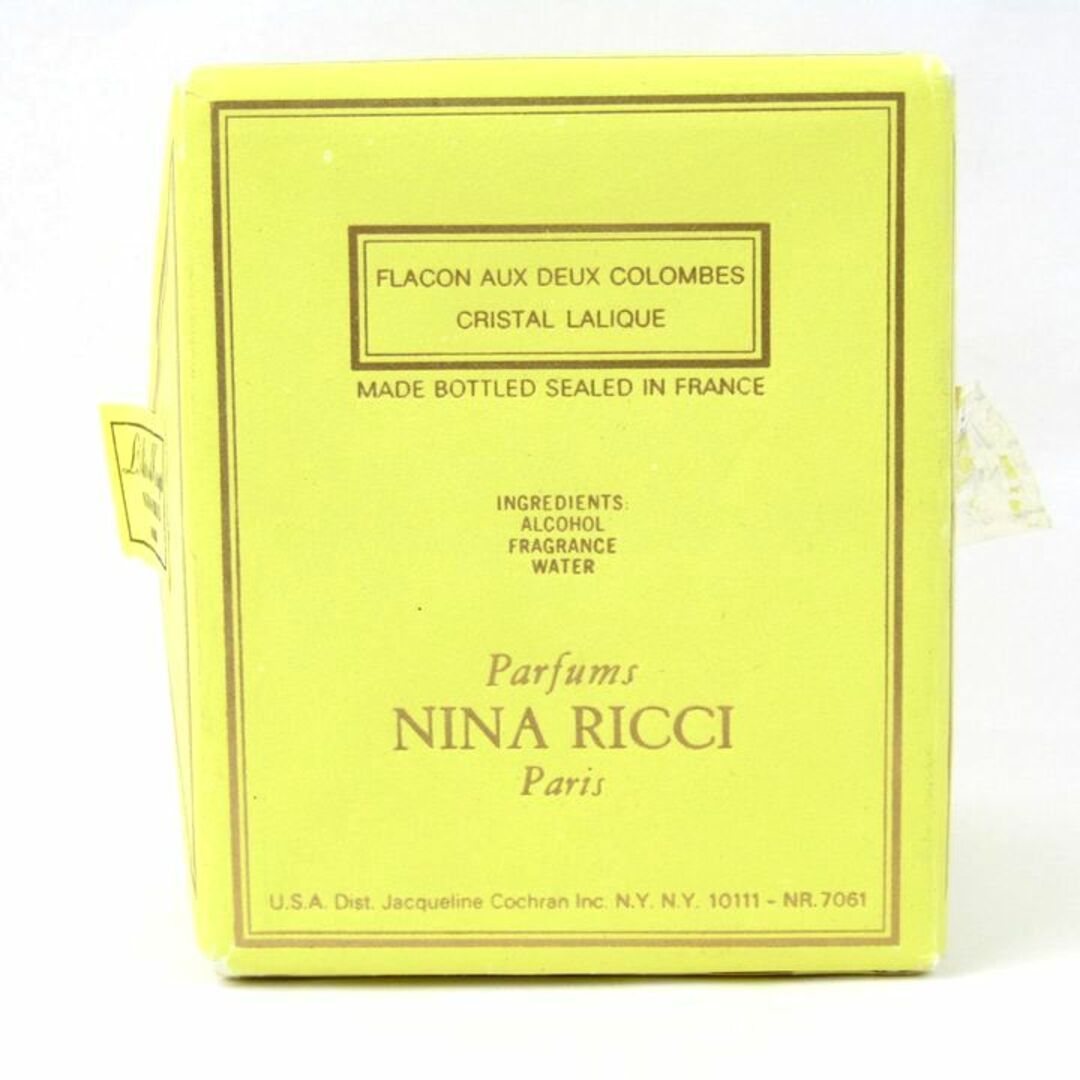 FLACON AUX DEUX COLOMBES
CRISTAL LALIQUE
MADE BOTTLED SEALED IN FRANCE
INGREDIENTS:
ALCOHOL
FRAGRANCE
WATER
Parfums
NINA RICCI
Paris
U.S.A. Dist. Jacqueline Cochran Inc. N.Y. N.Y. 10111 - NR. 7061